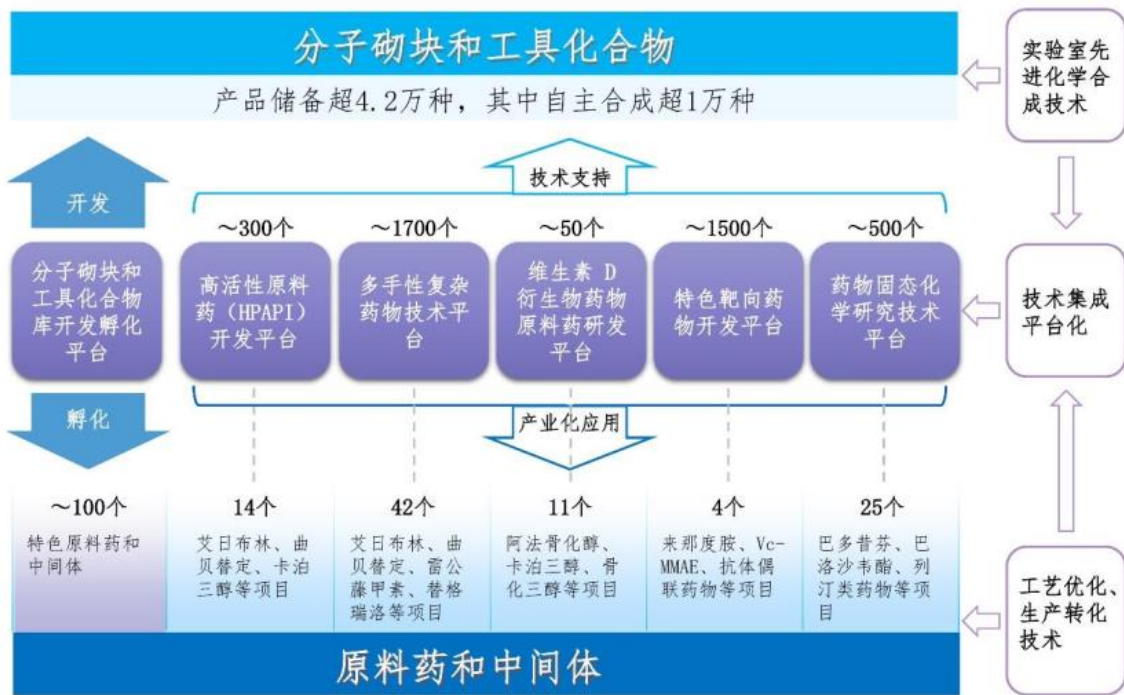 分子砌块和工具化合物
产品储备超4.2万种，其中自主合成超1万种
实验室先
进化学合
成技术
开发
技术支持
～300个
～1700个
～50个
～1500个
～500个
分子砌块和
工具化合物
库开发孵化
平台
高活性原料
药（HPAPI）
开发平台
多手性复杂
药物技术平
台
维生素 D
衍生物药物
原料药研发
平台
特色靶向药
物开发平台
药物固态化
学研究技术
平台
技术集成
平台化
孵化
产业化应用
～100个
特色原料药和
中间体
14个
艾日布林、曲
贝替定、卡泊
三醇等项目
42个
艾日布林、曲
贝替定、雷公
藤甲素、替格
瑞洛等项目
11个
阿法骨化醇、
卡泊三醇、骨
化三醇等项目
4个
来那度胺、Vc-
MMAE、抗体偶
联药物等项目
25个
巴多昔芬、巴
洛沙韦酯、列
汀类药物等项
目
工艺优化、
生产转化
技术
原料药和中间体